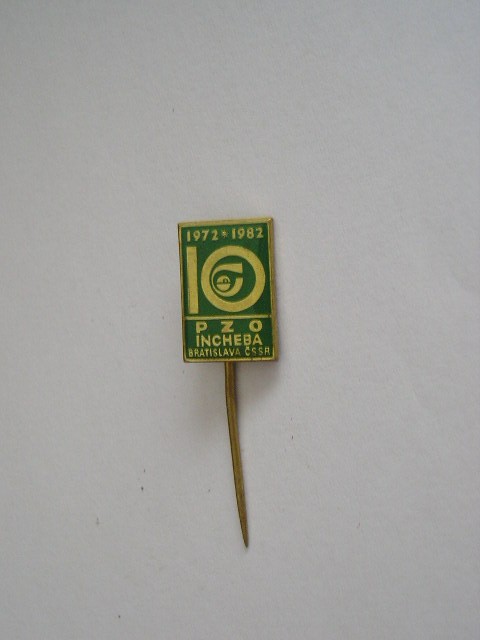 1972 * 1982
10
PZO
INCHEBA
BRATISLAVA ČSSR